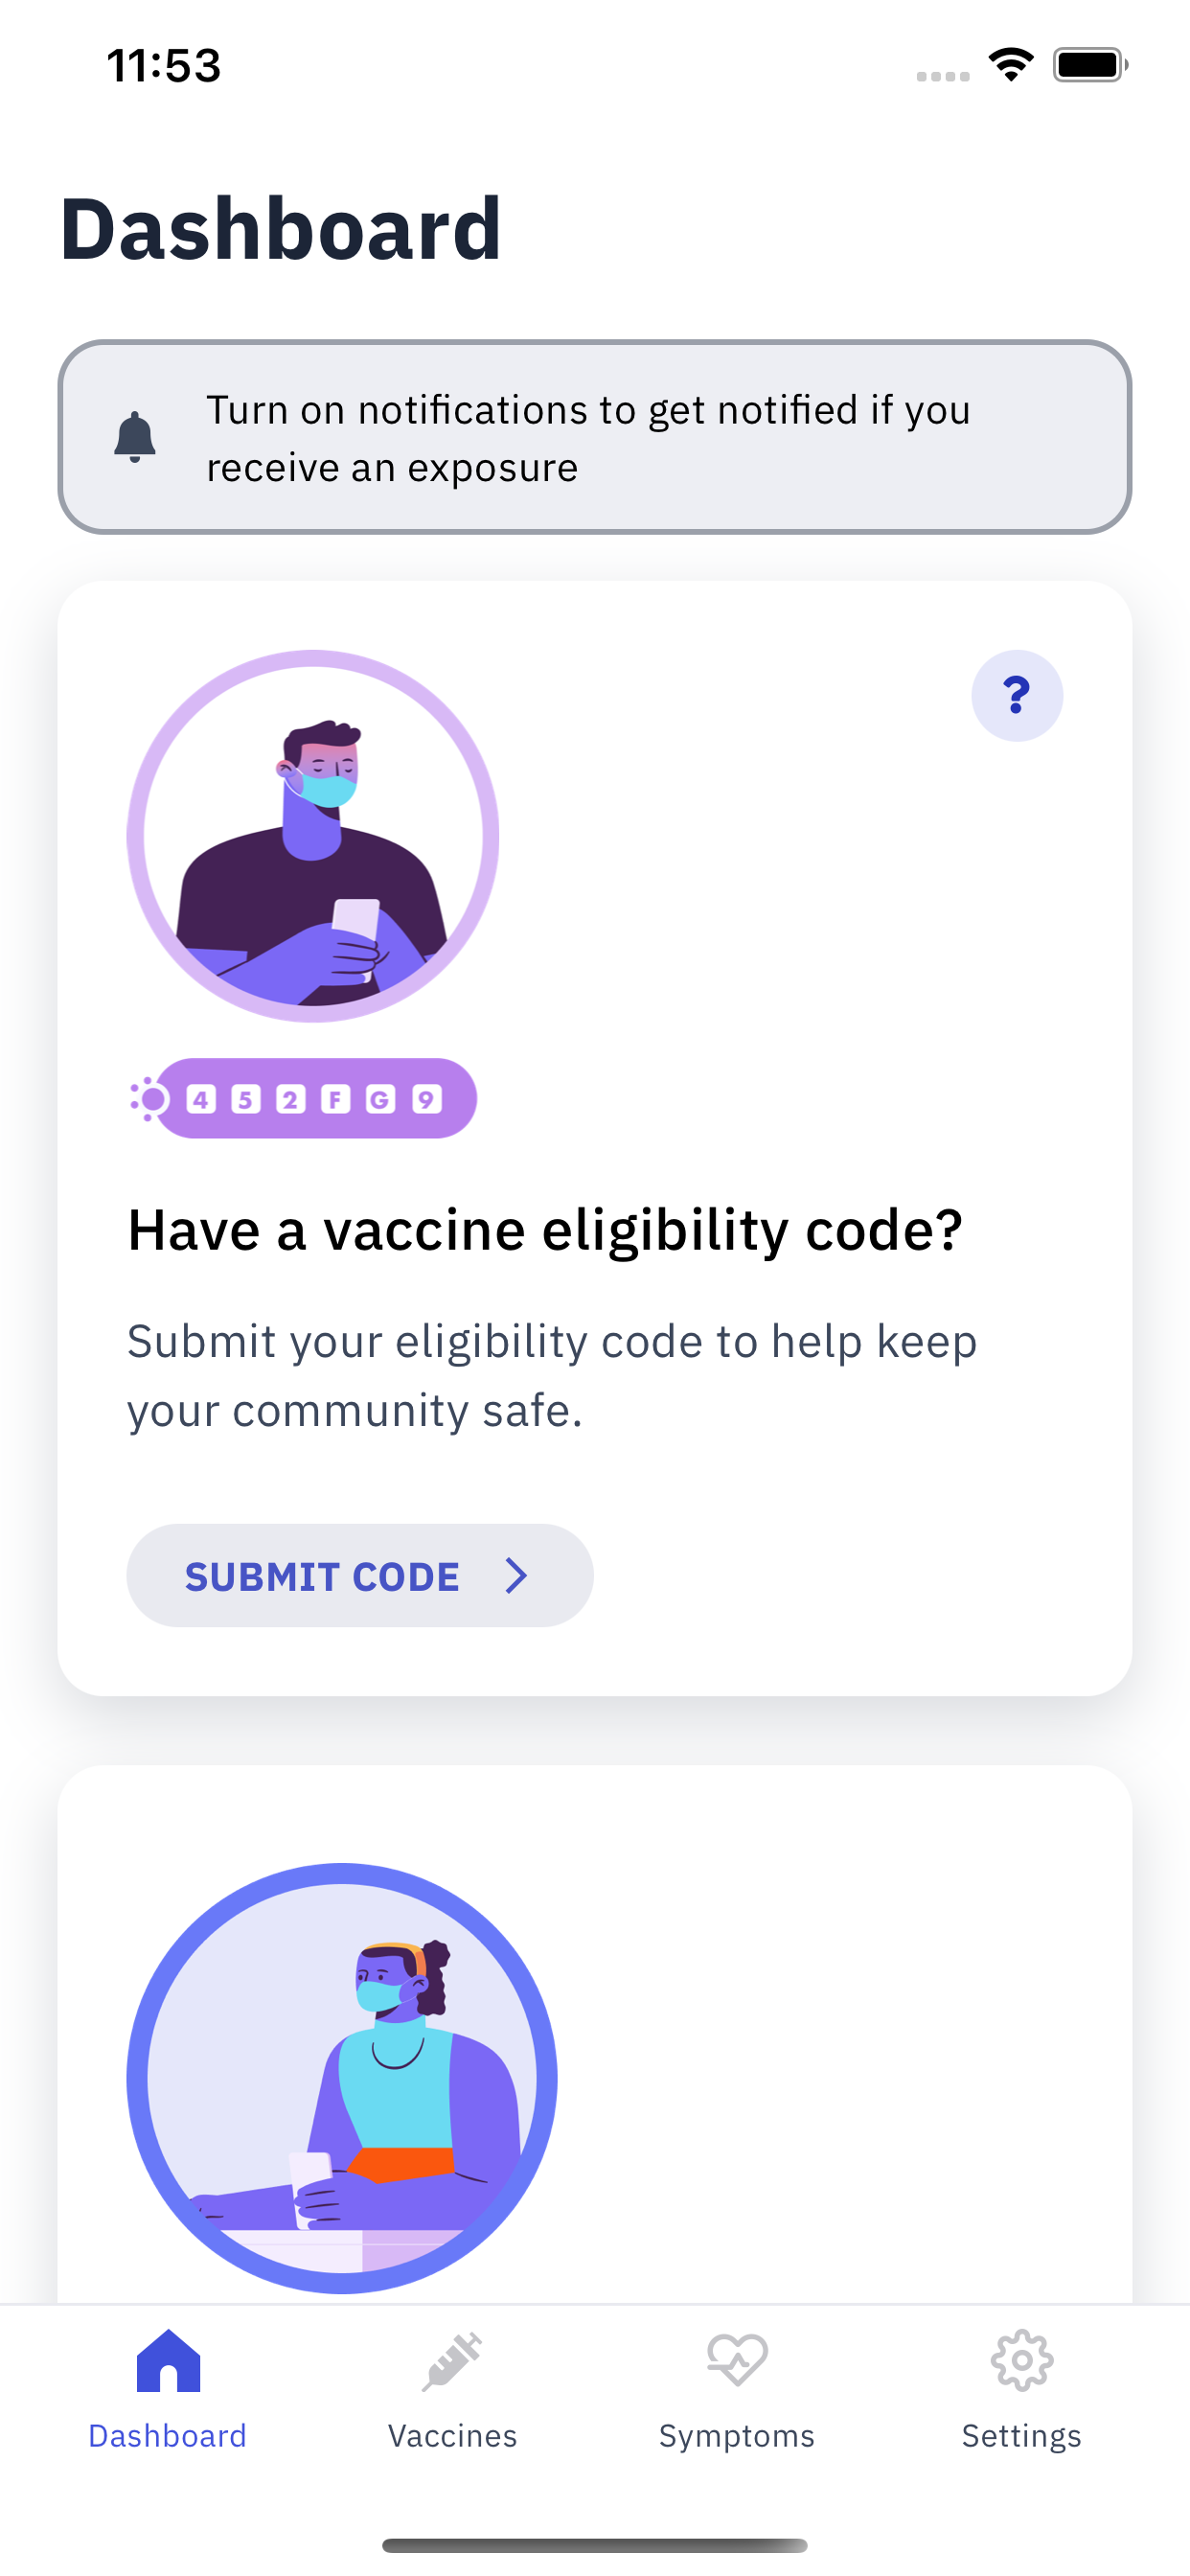 11:53
Dashboard
Turn on notifications to get notified if you
receive an exposure
?
4 5 2 F G 9
Have a vaccine eligibility code?
Submit your eligibility code to help keep
your community safe.
SUBMIT CODE
Dashboard Vaccines Symptoms Settings